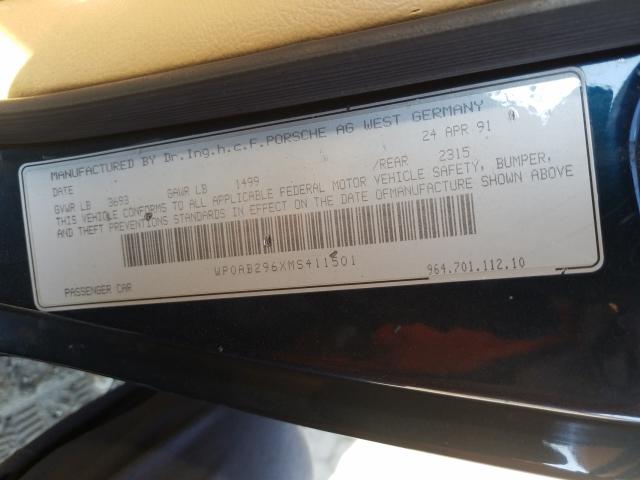 MANUFACTURED BY Dr.Ing.h.c.F.PORSCHE AG WEST GERMANY
DATE 24 APR 91
GVWR LB 3693 GAWR LB 1499 /REAR 2315
THIS VEHICLE CONFORMS TO ALL APPLICABLE FEDERAL MOTOR VEHICLE SAFETY, BUMPER,
AND THEFT PREVENTIONS STANDARDS IN EFFECT ON THE DATE OFMANUFACTURE SHOWN ABOVE
WP0AB296XMS411501
PASSENGER CAR 964.701.112.10